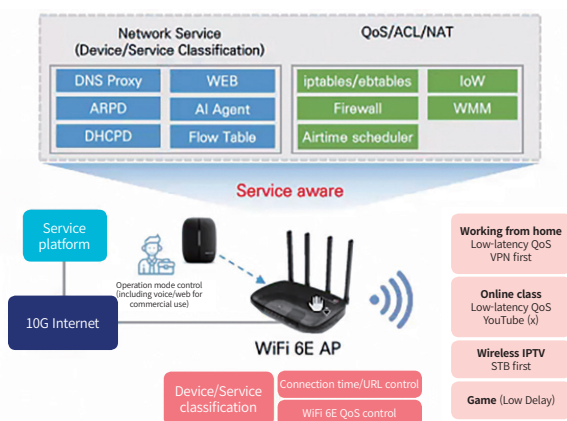 Network Service
(Device/Service Classification)
DNS Proxy
WEB
ARPD
AI Agent
DHCPD
Flow Table
QoS/ACL/NAT
iptables/ebtables
IoW
Firewall
WMM
Airtime scheduler
Service aware
Service
platform
10G Internet
Operation mode control
(including voice/web for
commercial use)
WiFi 6E AP
Device/Service
classification
Connection time/URL control
WiFi 6E QoS control
Working from home
Low-latency QoS
VPN first
Online class
Low-latency QoS
YouTube (x)
Wireless IPTV
STB first
Game (Low Delay)